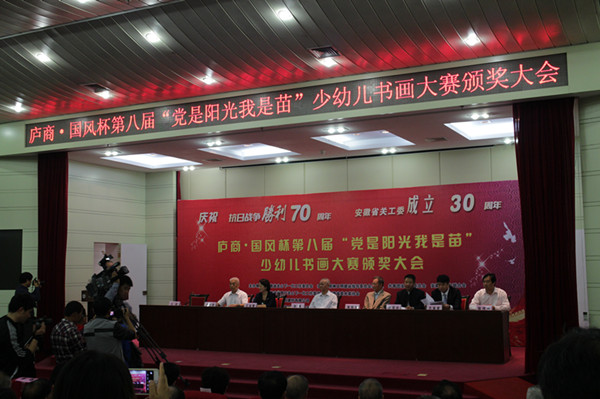 庐商·国风杯第八届“党是阳光我是苗”少幼儿书画大赛颁奖大会
庆祝 抗日战争勝利70周年 安徽省关工委成立30周年
庐商·国风杯第八届“党是阳光我是苗”
少幼儿书画大赛颁奖大会